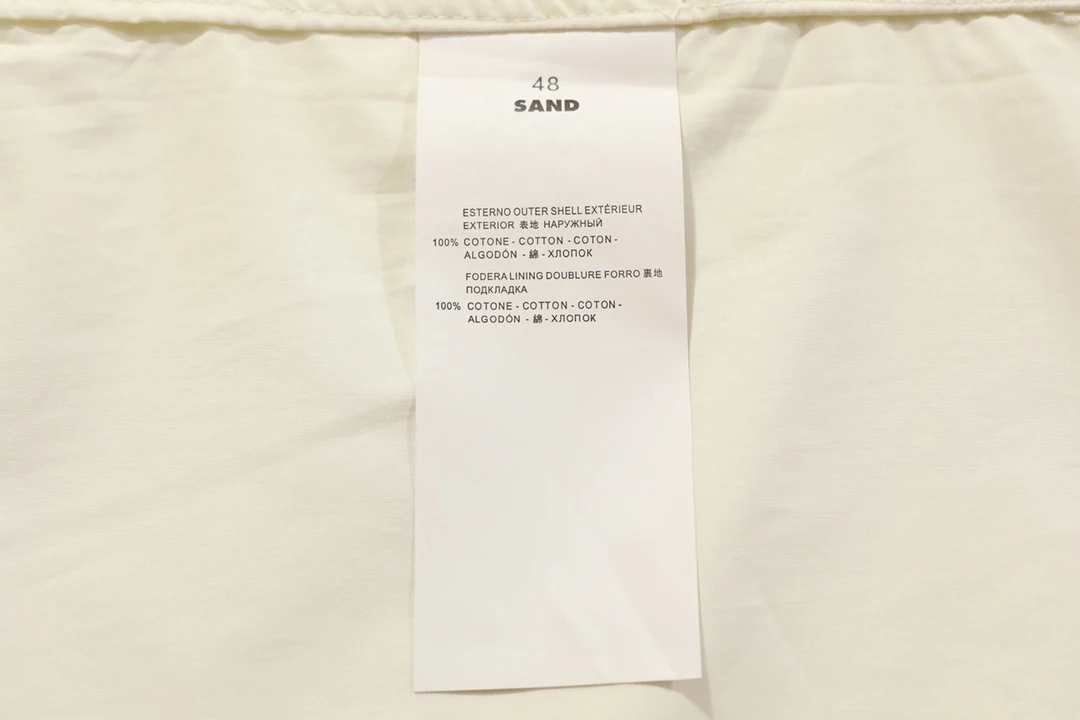 48
SAND
ESTERNO OUTER SHELL EXTÉRIEUR
EXTERIOR 表地 НАРУЖНЫЙ
100% COTONE - COTTON - COTON -
ALGODÓN - 綿 - ХЛОПОК
FODERA LINING DOUBLURE FORRO 裏地
ПОДКЛАДКА
100% COTONE - COTTON - COTON -
ALGODÓN - 綿 - ХЛОПОК